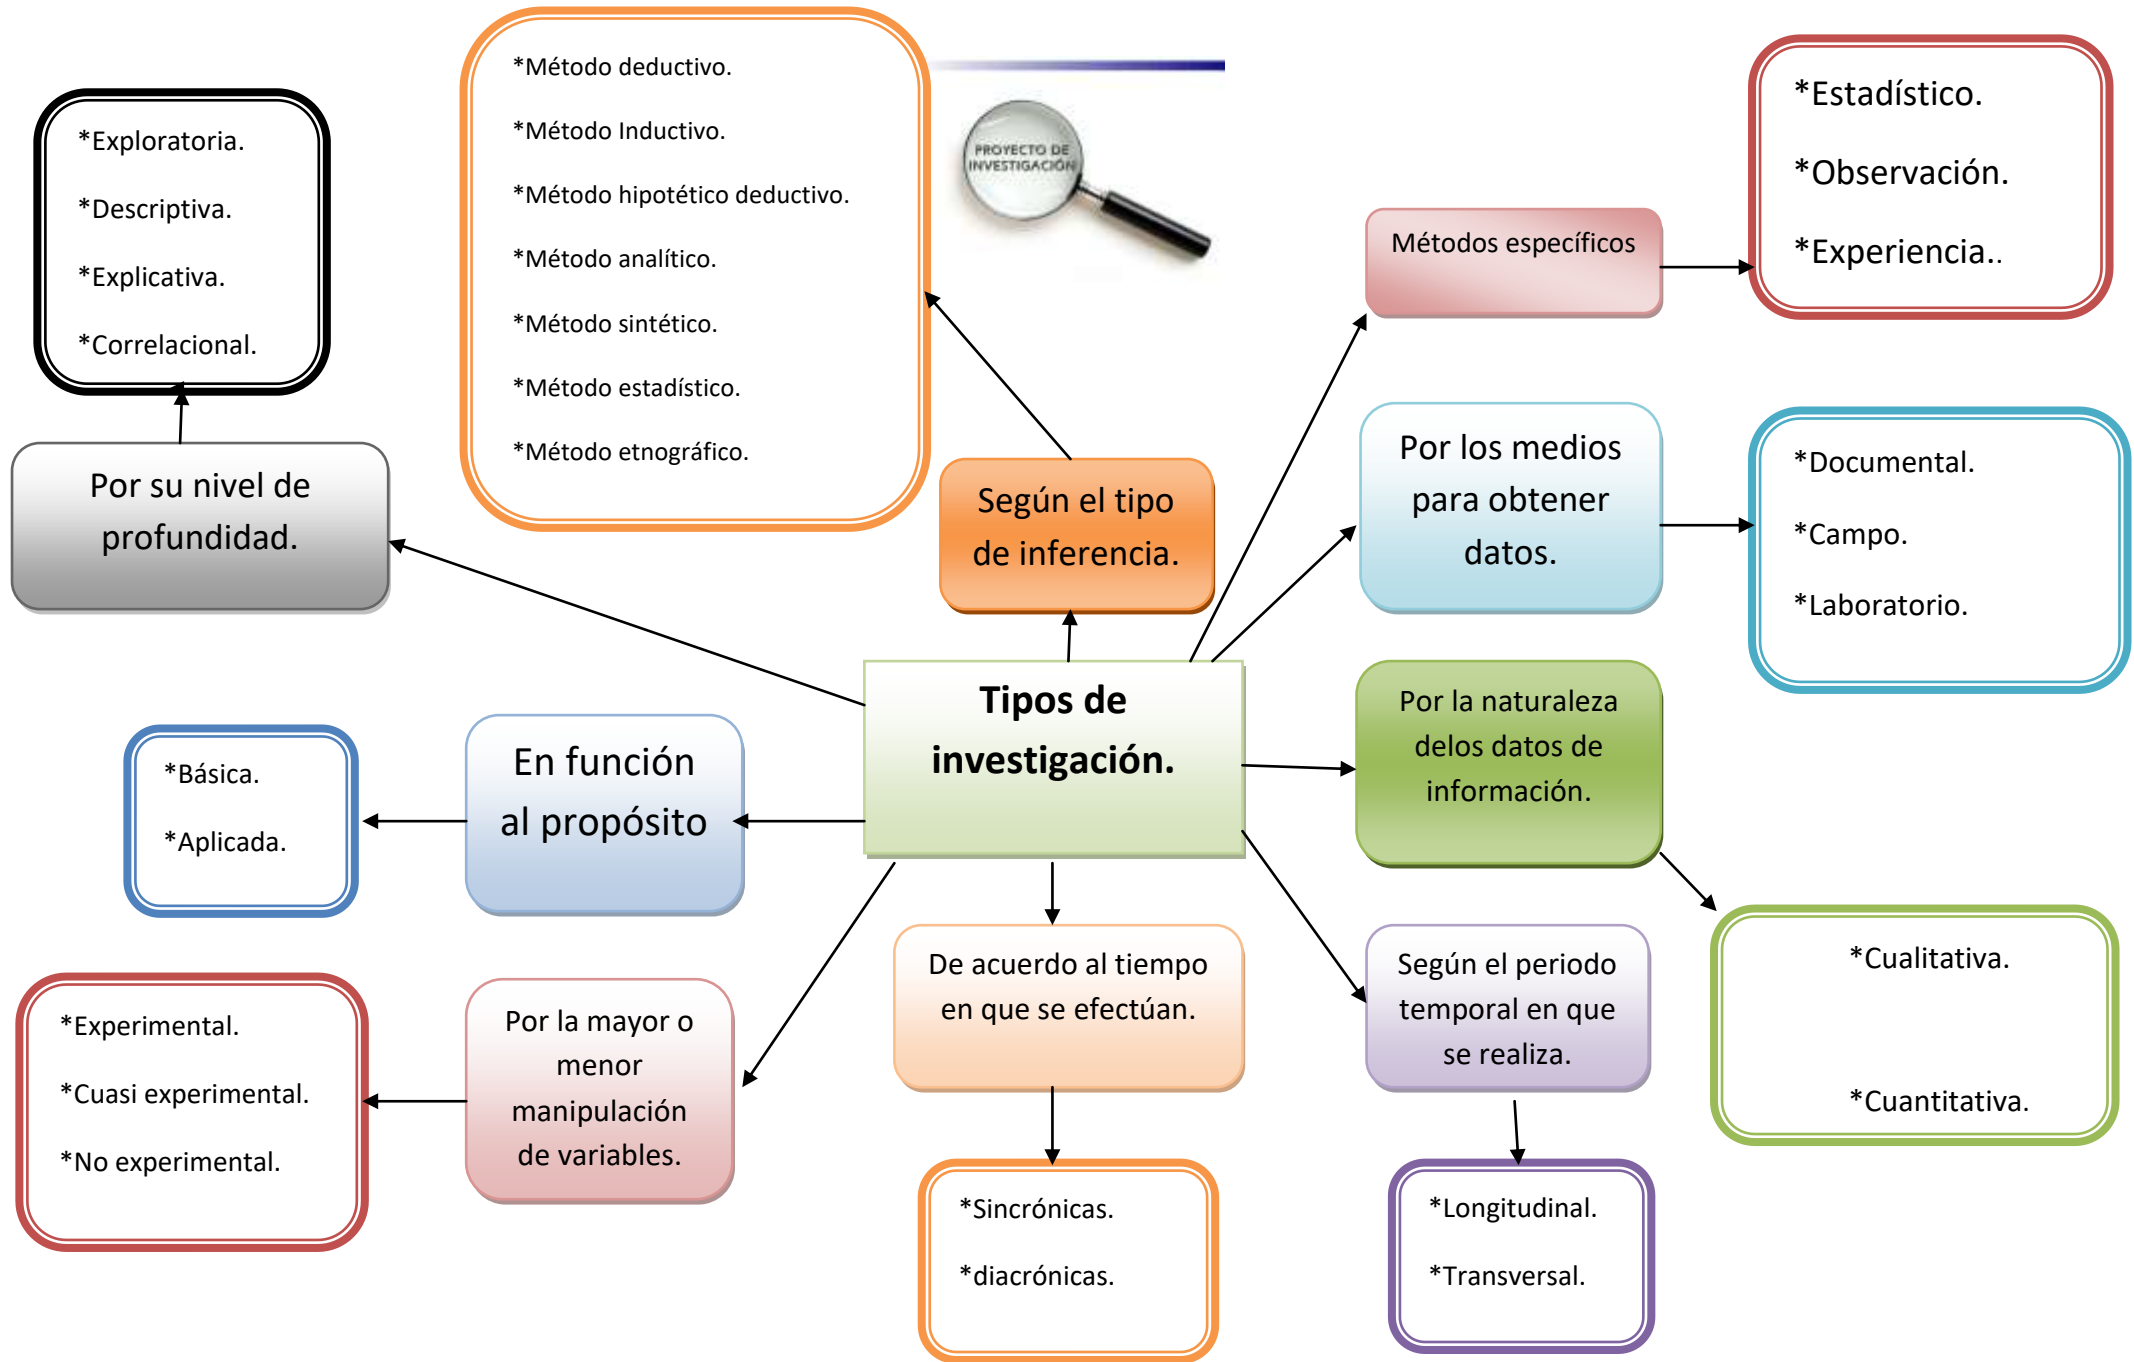 *Método deductivo.
*Método Inductivo.
*Método hipotético deductivo.
*Método analítico.
*Método sintético.
*Método estadístico.
*Método etnográfico.
PROYECTO DE
INVESTIGACIÓN
*Estadístico.
*Observación.
*Experiencia..
*Exploratoria.
*Descriptiva.
*Explicativa.
*Correlacional.
Métodos específicos
Por su nivel de
profundidad.
Según el tipo
de inferencia.
Por los medios
para obtener
datos.
*Documental.
*Campo.
*Laboratorio.
Tipos de
investigación.
Por la naturaleza
delos datos de
información.
*Básica.
*Aplicada.
En función
al propósito
*Cualitativa.
*Cuantitativa.
*Experimental.
*Cuasi experimental.
*No experimental.
Por la mayor o
menor
manipulación
de variables.
De acuerdo al tiempo
en que se efectúan.
Según el periodo
temporal en que
se realiza.
*Sincrónicas.
*diacrónicas.
*Longitudinal.
*Transversal.